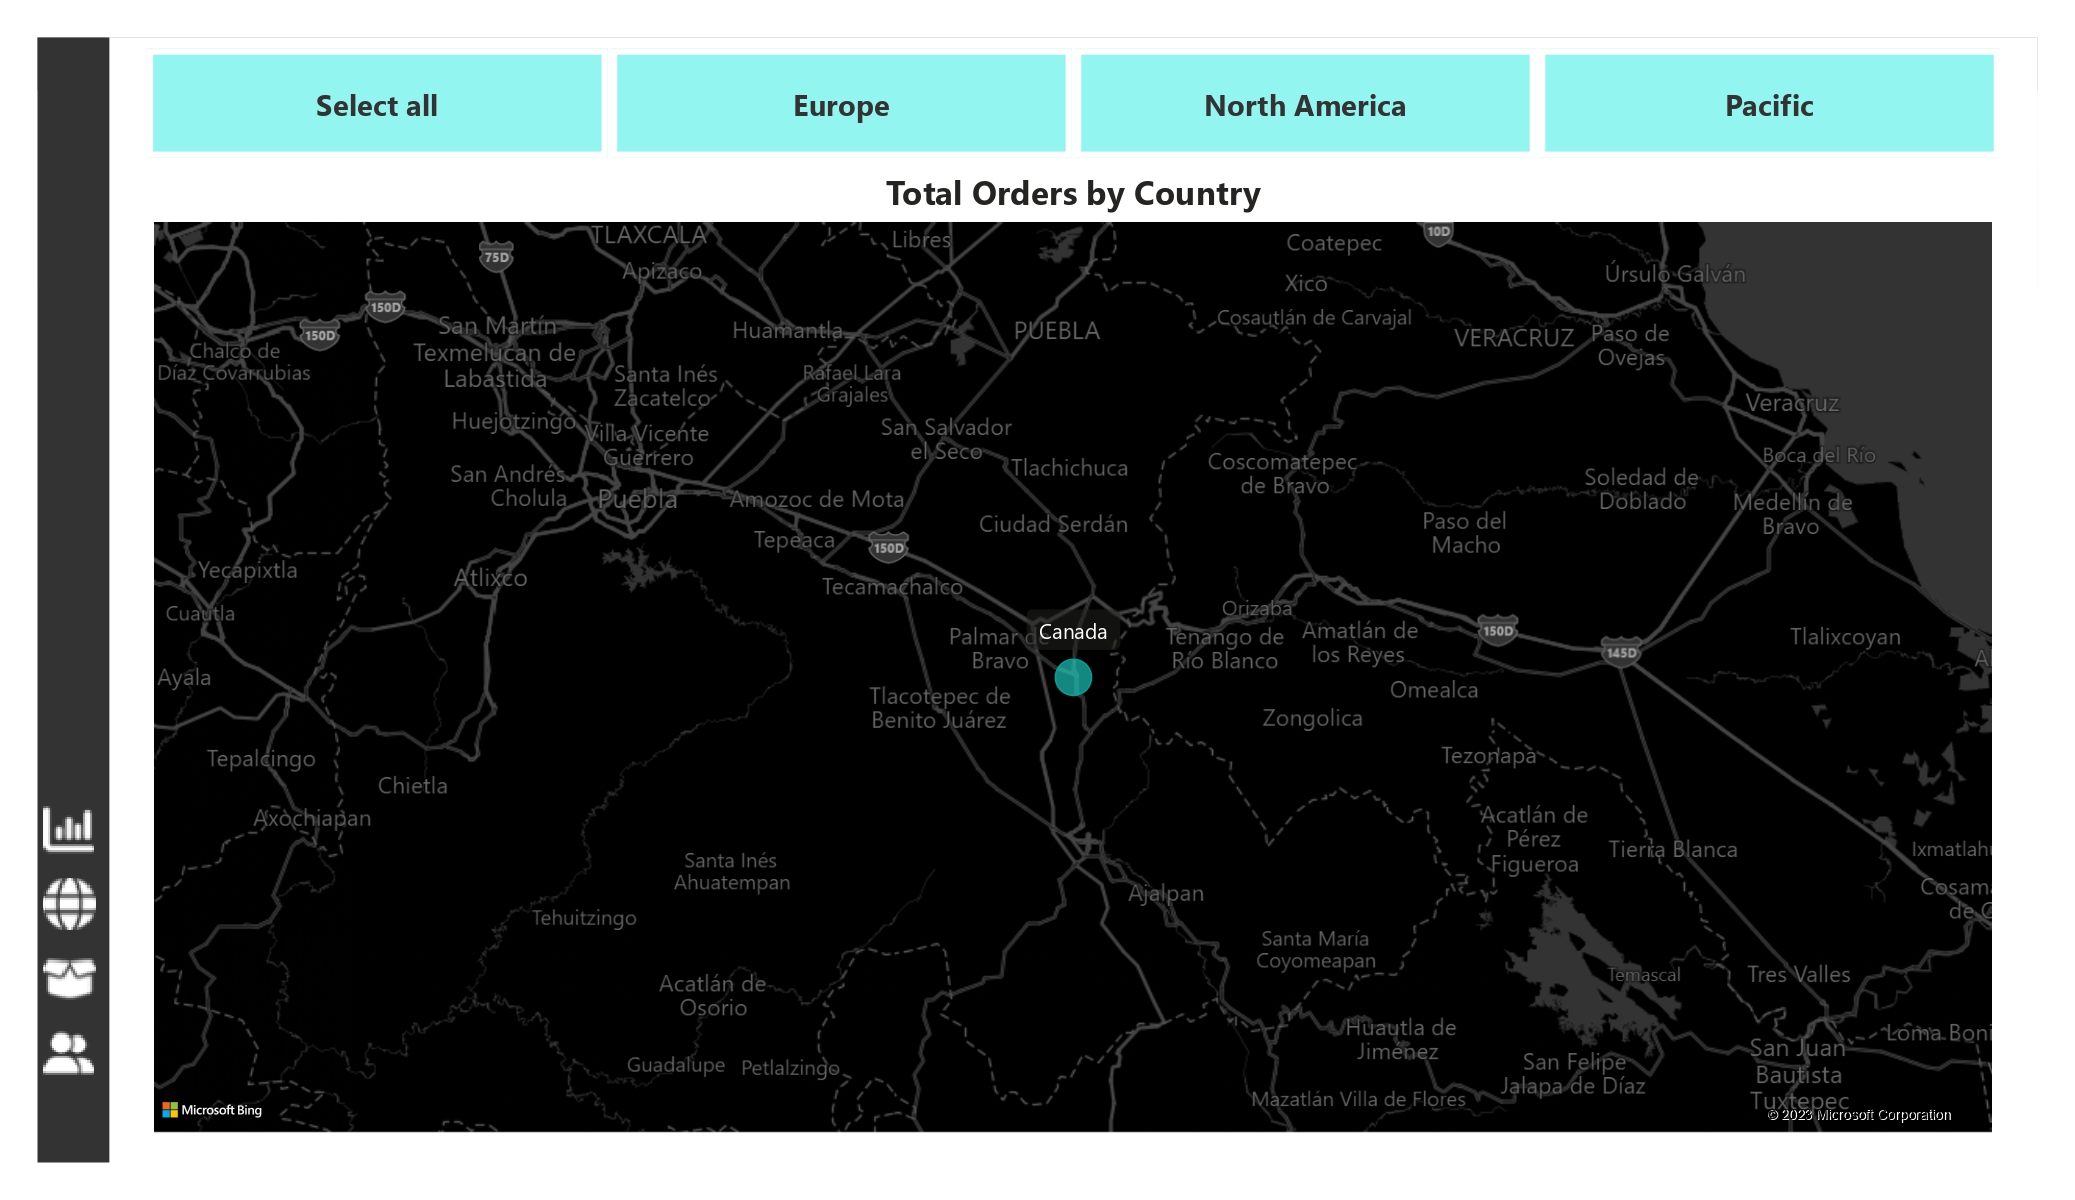 Select all
Europe
North America
Pacific
Total Orders by Country
TLAXCALA
Libres
Coatepec
10D
75D
Apizaco
Xico
Úrsulo Galván
150D
150D
San Martín
Texmelucan de
Labastida
Huamantla
PUEBLA
Cosautlán de Carvajal
VERACRUZ
Paso de
Ovejas
Chalco de
Díaz Covarrubias
Santa Inés
Zacatelco
Rafael Lara
Grajales
Veracruz
Huejotzingo
Villa Vicente
Guerrero
San Salvador
el Seco
Tlachichuca
Coscomatepec
de Bravo
Boca del Río
San Andrés
Cholula
Puebla
Amozoc de Mota
Soledad de
Doblado
Medellín de
Bravo
Ciudad Serdán
Paso del
Macho
Tepeaca
150D
Yecapixtla
Atlixco
Tecamachalco
Cuautla
Orizaba
Canada
Palmar de
Bravo
Tenango de
Río Blanco
Amatlán de
los Reyes
150D
145D
Tlalixcoyan
Ayala
Tlacotepec de
Benito Juárez
Omealca
Zongolica
Tepalcingo
Chietla
Tezonapa
Axochiapan
Acatlán de
Pérez
Figueroa
Tierra Blanca
Ixmatlahu
Santa Inés
Ahuatempan
Ajalpan
Cosama
de C
Tehuitzingo
Santa María
Coyomeapan
Acatlán de
Osorio
Temascal
Tres Valles
Huautla de
Jiménez
Loma Boni
Guadalupe
Petlalzingo
San Felipe
Jalapa de Díaz
San Juan
Bautista
Tuxtepec
Mazatlán Villa de Flores
Microsoft Bing
© 2023 Microsoft Corporation